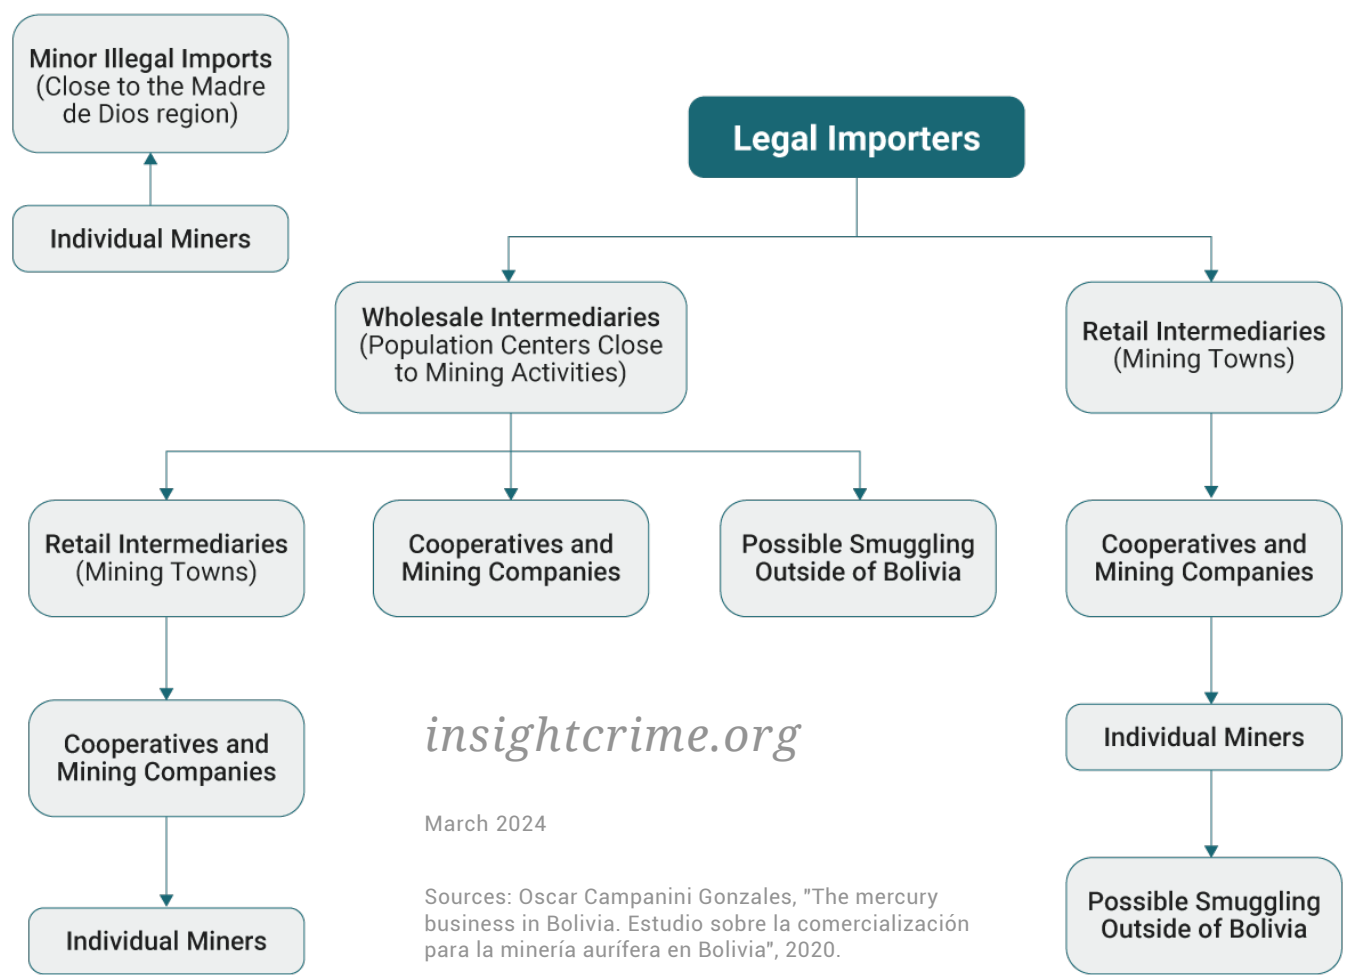 Minor Illegal Imports
(Close to the Madre
de Dios region)
Individual Miners
Legal Importers
Wholesale Intermediaries
(Population Centers Close
to Mining Activities)
Retail Intermediaries
(Mining Towns)
Retail Intermediaries
(Mining Towns)
Cooperatives and
Mining Companies
Possible Smuggling
Outside of Bolivia
Cooperatives and
Mining Companies
Cooperatives and
Mining Companies
Individual Miners
Individual Miners
Possible Smuggling
Outside of Bolivia
insightcrime.org
March 2024
Sources: Oscar Campanini Gonzales, "The mercury
business in Bolivia. Estudio sobre la comercialización
para la minería aurífera en Bolivia", 2020.